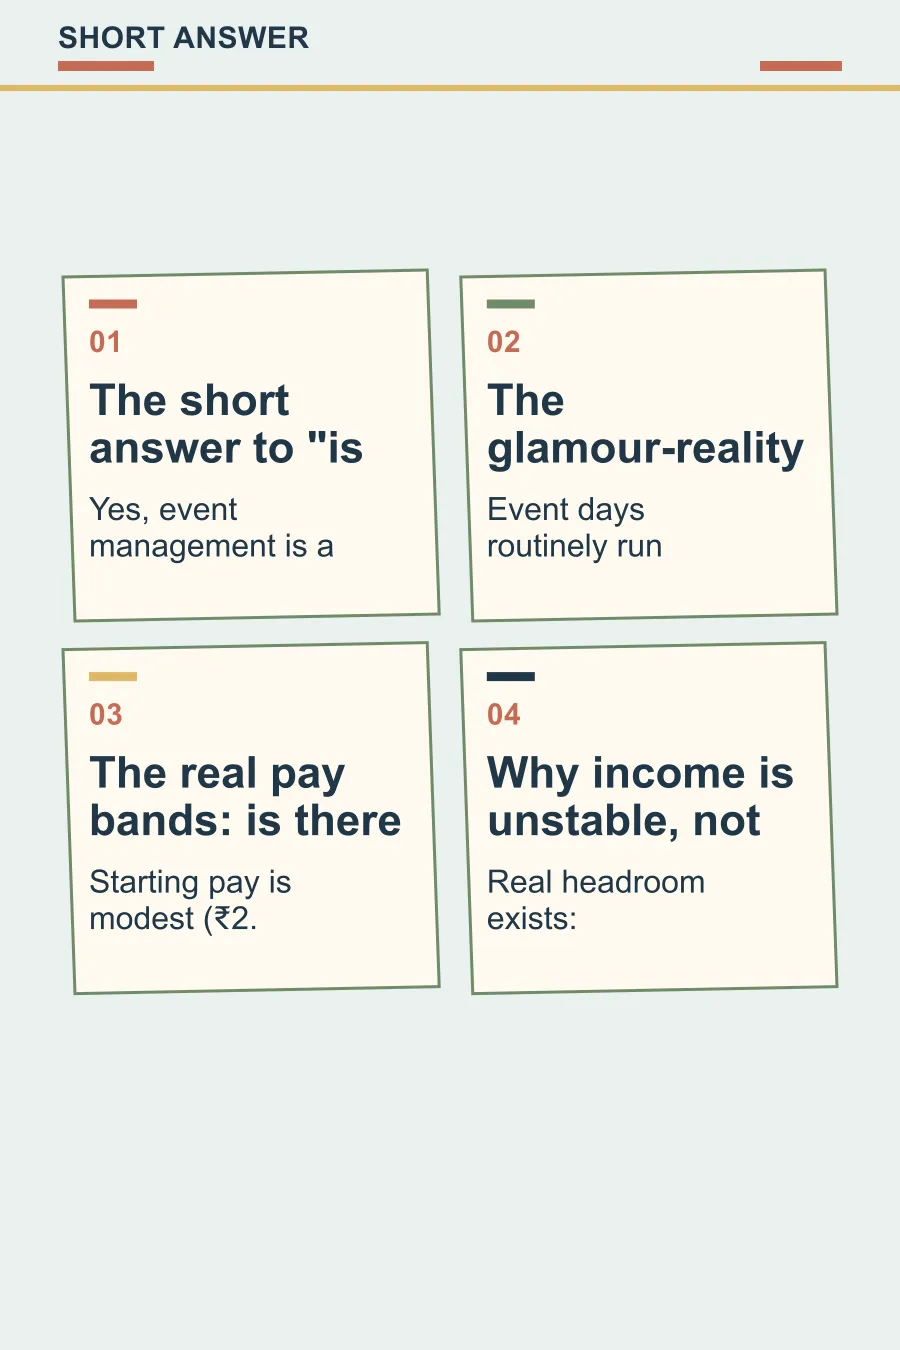 SHORT ANSWER
01
The short
answer to "is
Yes, event
management is a
02
The
glamour-reality
Event days
routinely run
03
The real pay
bands: is there
Starting pay is
modest (₹2.
04
Why income is
unstable, not
Real headroom
exists: